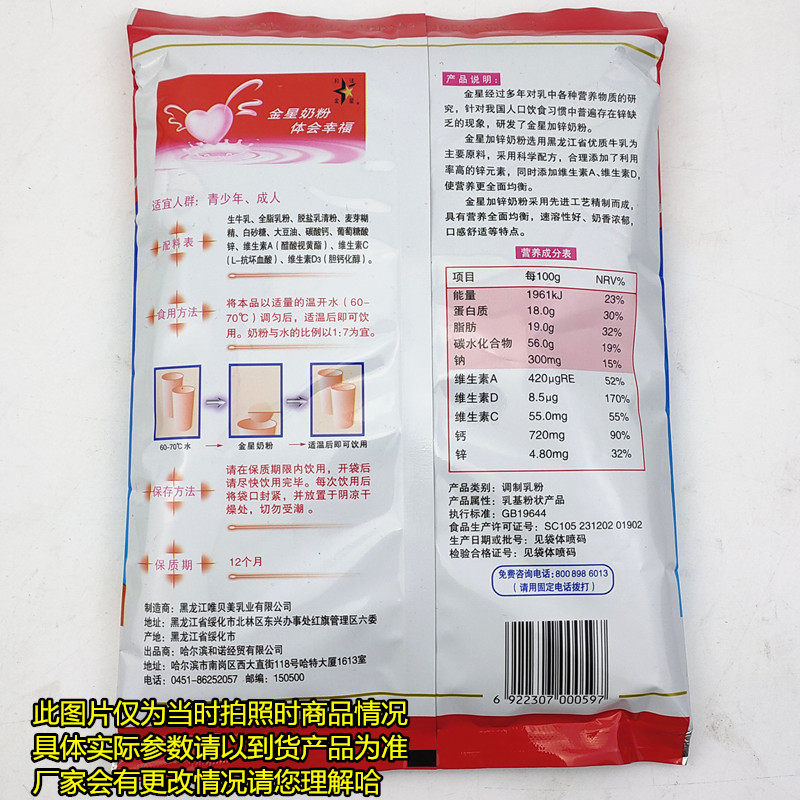 金星奶粉
体会幸福
适宜人群：青少年、成人
配料表
生牛乳、全脂乳粉、脱盐乳清粉、麦芽糊
精、白砂糖、大豆油、碳酸钙、葡萄糖酸
锌、维生素A（醋酸视黄酯）、维生素C
（L-抗坏血酸）、维生素D3（胆钙化醇）。
食用方法
将本品以适量的温开水（60-
70℃）调匀后，适温后即可饮
用。奶粉与水的比例以1:7为宜。
60-70℃水
金星奶粉
适温后即可饮用
保存方法
请在保质期限内饮用，开袋后
请尽快饮用完毕。每次饮用后
将袋口封紧，并放置于阴凉干
燥处，切勿受潮。
保质期
12个月
制造商：黑龙江唯贝美乳业有限公司
地址：黑龙江省绥化市北林区东兴办事处红旗管理区六委
产地：黑龙江省绥化市
出品商：哈尔滨和诺经贸有限公司
地址：哈尔滨市南岗区西大直街118号哈特大厦1613室
电话：0451-86252057 邮编：150500
产品说明：
金星经过多年对乳中各种营养物质的研
究，针对我国人口饮食习惯中普遍存在锌缺
乏的现象，研发了金星加锌奶粉。
金星加锌奶粉选用黑龙江省优质牛乳为
主要原料，采用科学配方，合理添加了利用
率高的锌元素，同时添加维生素A、维生素D，
使营养更全面均衡。
金星加锌奶粉采用先进工艺精制而成，
具有营养全面均衡，速溶性好、奶香浓郁，
口感舒适等特点。
营养成分表
项目 每100g NRV%
能量 1961kJ 23%
蛋白质 18.0g 30%
脂肪 19.0g 32%
碳水化合物 56.0g 19%
钠 300mg 15%
维生素A 420μgRE 52%
维生素D 8.5μg 170%
维生素C 55.0mg 55%
钙 720mg 90%
锌 4.80mg 32%
产品类别：调制乳粉
产品属性：乳基粉状产品
执行标准：GB19644
食品生产许可证号：SC105 231202 01902
生产日期或批号：见袋体喷码
检验合格证号：见袋体喷码
免费咨询电话:800 898 6013
（请用固定电话拨打）
6 922307 000597
此图片仅为当时拍照时商品情况
具体实际参数请以到货产品为准
厂家会有更改情况请您理解哈